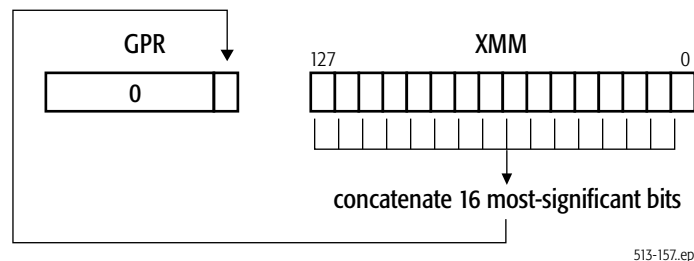 GPR
XMM
127
0
0
concatenate 16 most-significant bits
513-157..ep